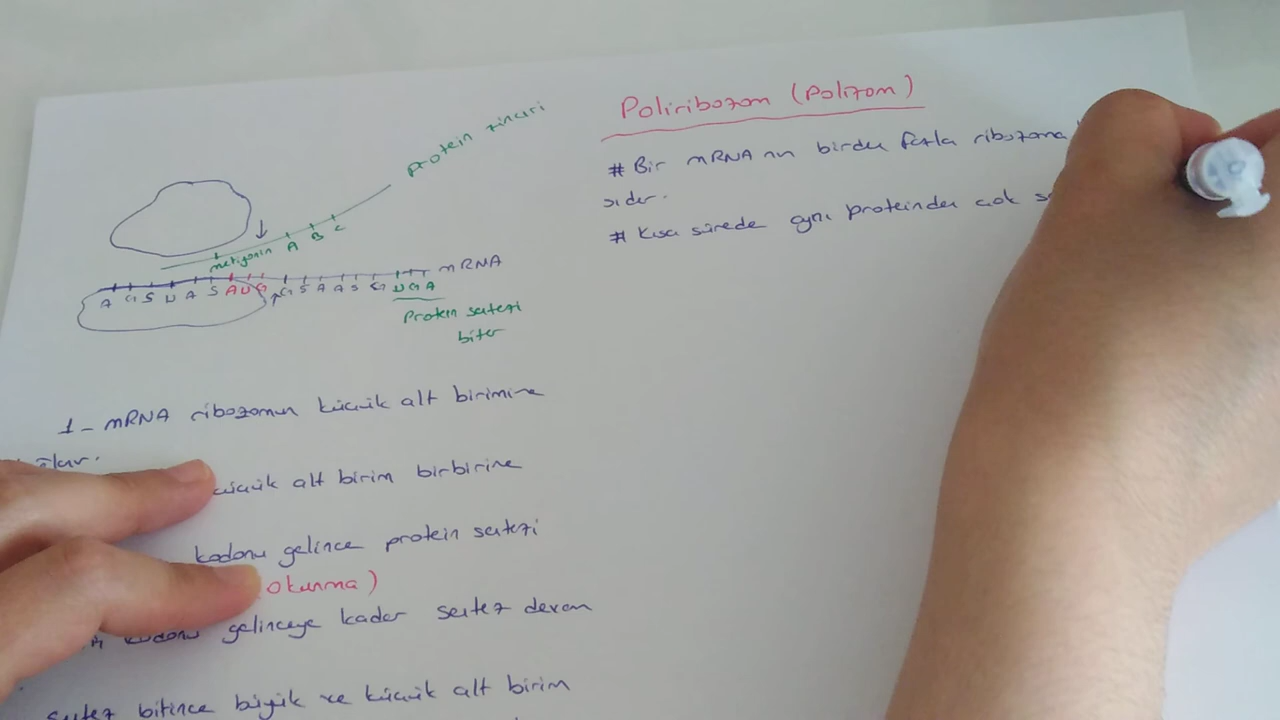 Protein zinciri
metiyonin A B C
mRNA
A G S U A S A U G A G S A A S G U G A
Protein sentezi
biter
1- mRNA ribozomun küçük alt birimine
küçük alt birim birbirine
kodonu gelince protein sentezi
okunma)
kodonu gelinceye kadar sentez devam
sentez bitince büyük ve küçük alt birim
Poliribozom (Polizom)
# Bir mRNA nın birden fazla ribozoma
sıdır.
# Kısa sürede aynı proteinden çok